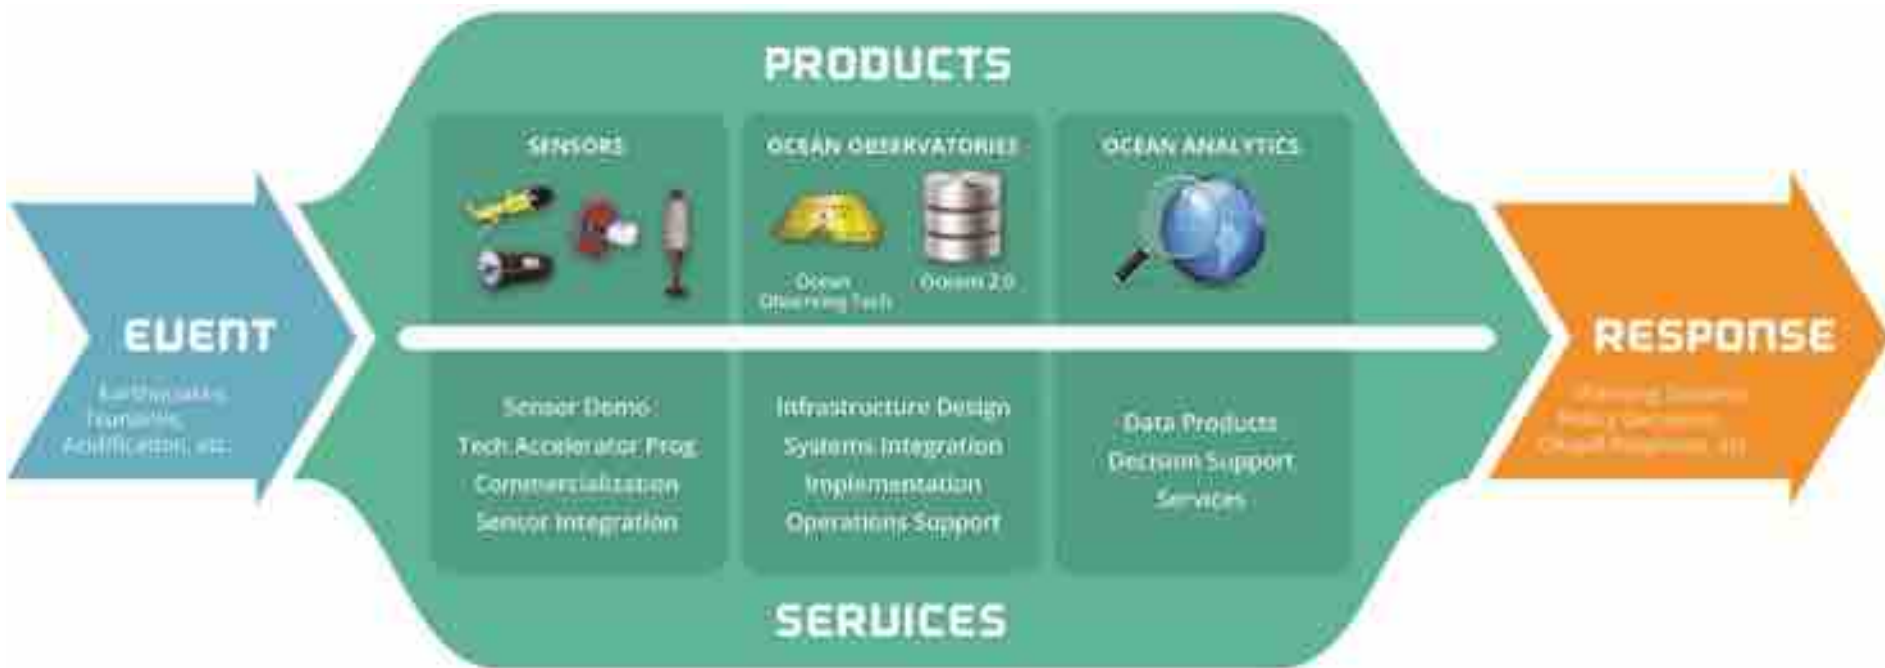 PRODUCTS
SENSORS
OCEAN OBSERVATORIES
OCEAN ANALYTICS
Ocean
Observing Tech
Oceans 2.0
EVENT
Earthquakes,
Tsunamis,
Acidification, etc.
RESPONSE
Sensor Demo
Tech Accelerator Prog.
Commercialization
Sensor Integration
Infrastructure Design
Systems Integration
Implementation
Operations Support
Data Products
Decision Support
Services
SERVICES